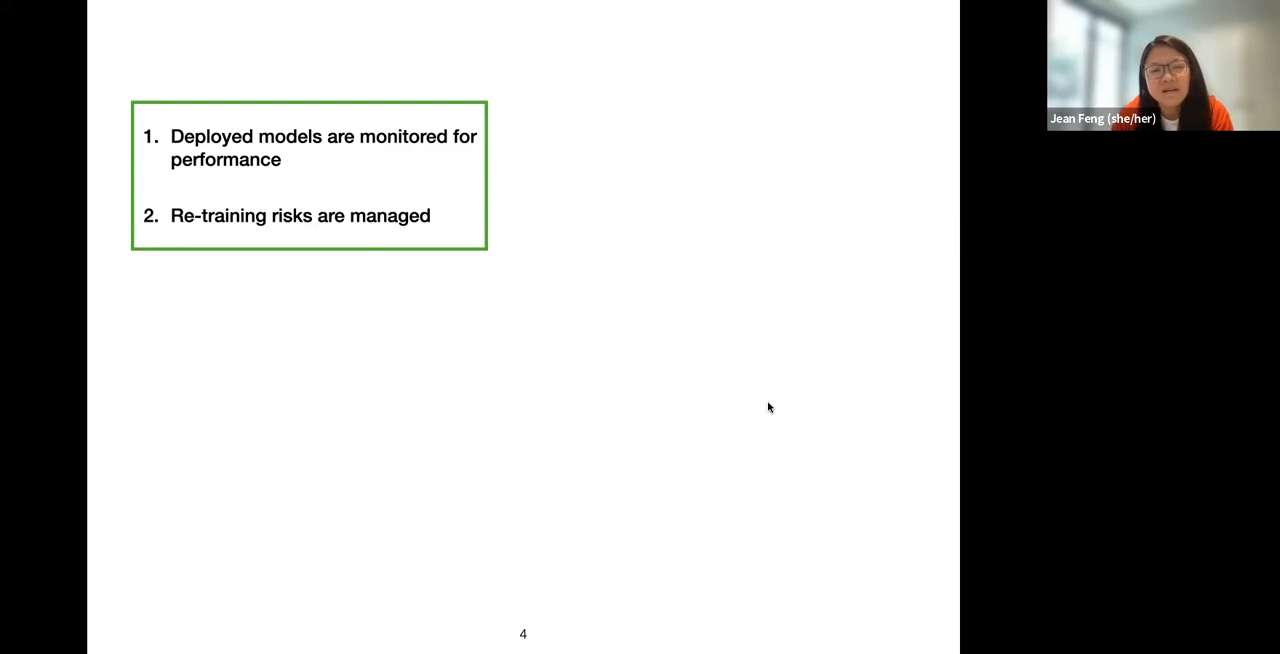 1. Deployed models are monitored for
performance
2. Re-training risks are managed
4
Jean Feng (she/her)